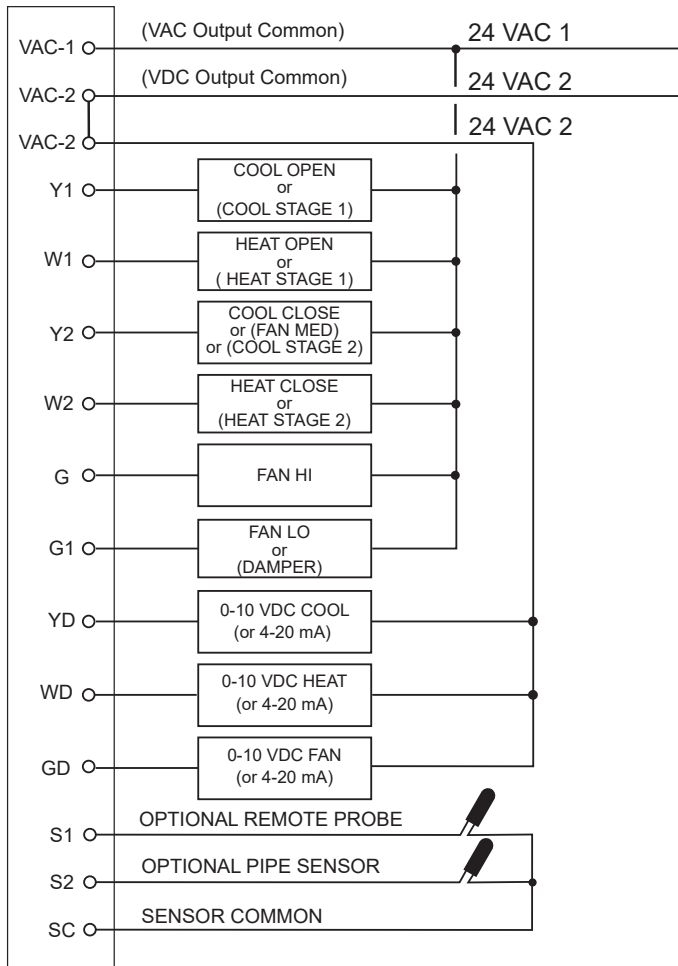 VAC-1 (VAC Output Common) 24 VAC 1
VAC-2 (VDC Output Common) 24 VAC 2
VAC-2 24 VAC 2
Y1 COOL OPEN
or
(COOL STAGE 1)
W1 HEAT OPEN
or
( HEAT STAGE 1)
Y2 COOL CLOSE
or (FAN MED)
or (COOL STAGE 2)
W2 HEAT CLOSE
or
(HEAT STAGE 2)
G FAN HI
G1 FAN LO
or
(DAMPER)
YD 0-10 VDC COOL
(or 4-20 mA)
WD 0-10 VDC HEAT
(or 4-20 mA)
GD 0-10 VDC FAN
(or 4-20 mA)
S1 OPTIONAL REMOTE PROBE
S2 OPTIONAL PIPE SENSOR
SC SENSOR COMMON